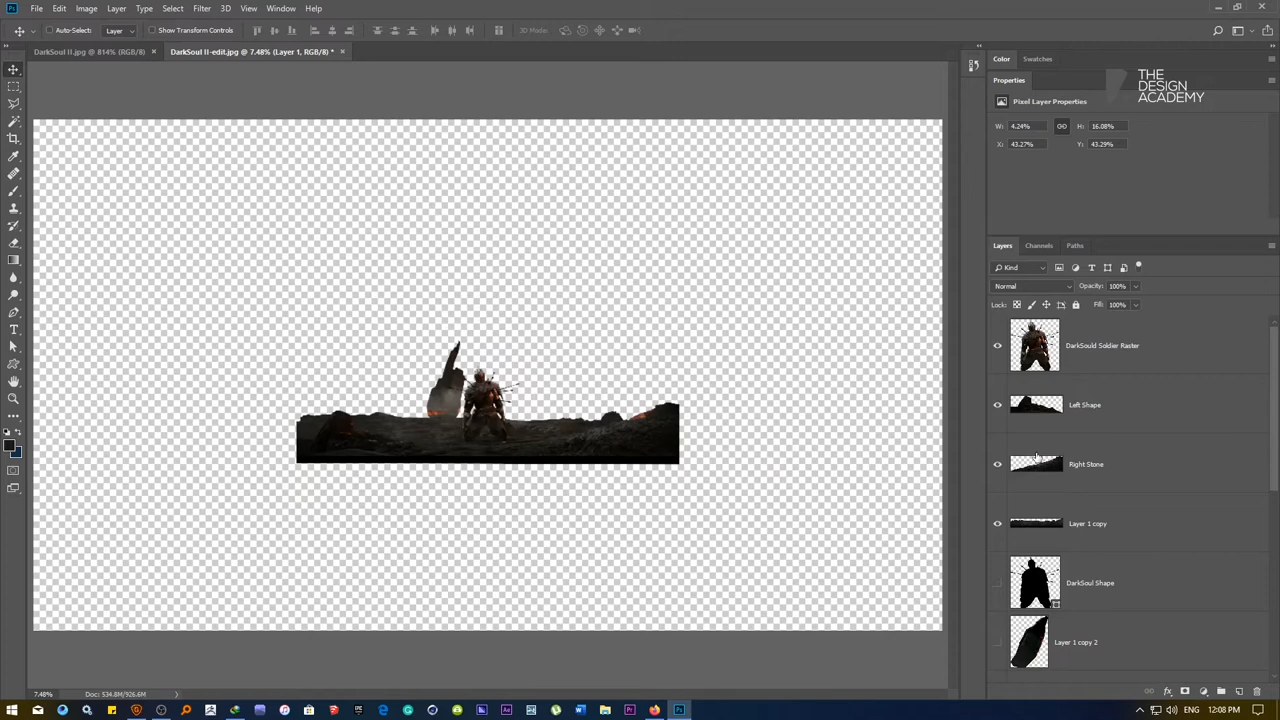 File Edit Image Layer Type Select Filter 3D View Window Help
Auto-Select: Layer Show Transform Controls 3D Mode:
DarkSoul II.jpg @ 814% (RGB/8) × DarkSoul II-edit.jpg @ 7.48% (Layer 1, RGB/8) * ×
Color Swatches
Properties
THE
DESIGN
ACADEMY
Pixel Layer Properties
W: 4.24% H: 16.08%
X: 43.27% Y: 43.29%
Layers Channels Paths
Kind
Normal Opacity: 100%
Lock: Fill: 100%
DarkSould Soldier Raster
Left Shape
Right Stone
Layer 1 copy
DarkSoul Shape
Layer 1 copy 2
7.48% Doc: 534.8M/926.6M
12:08 PM